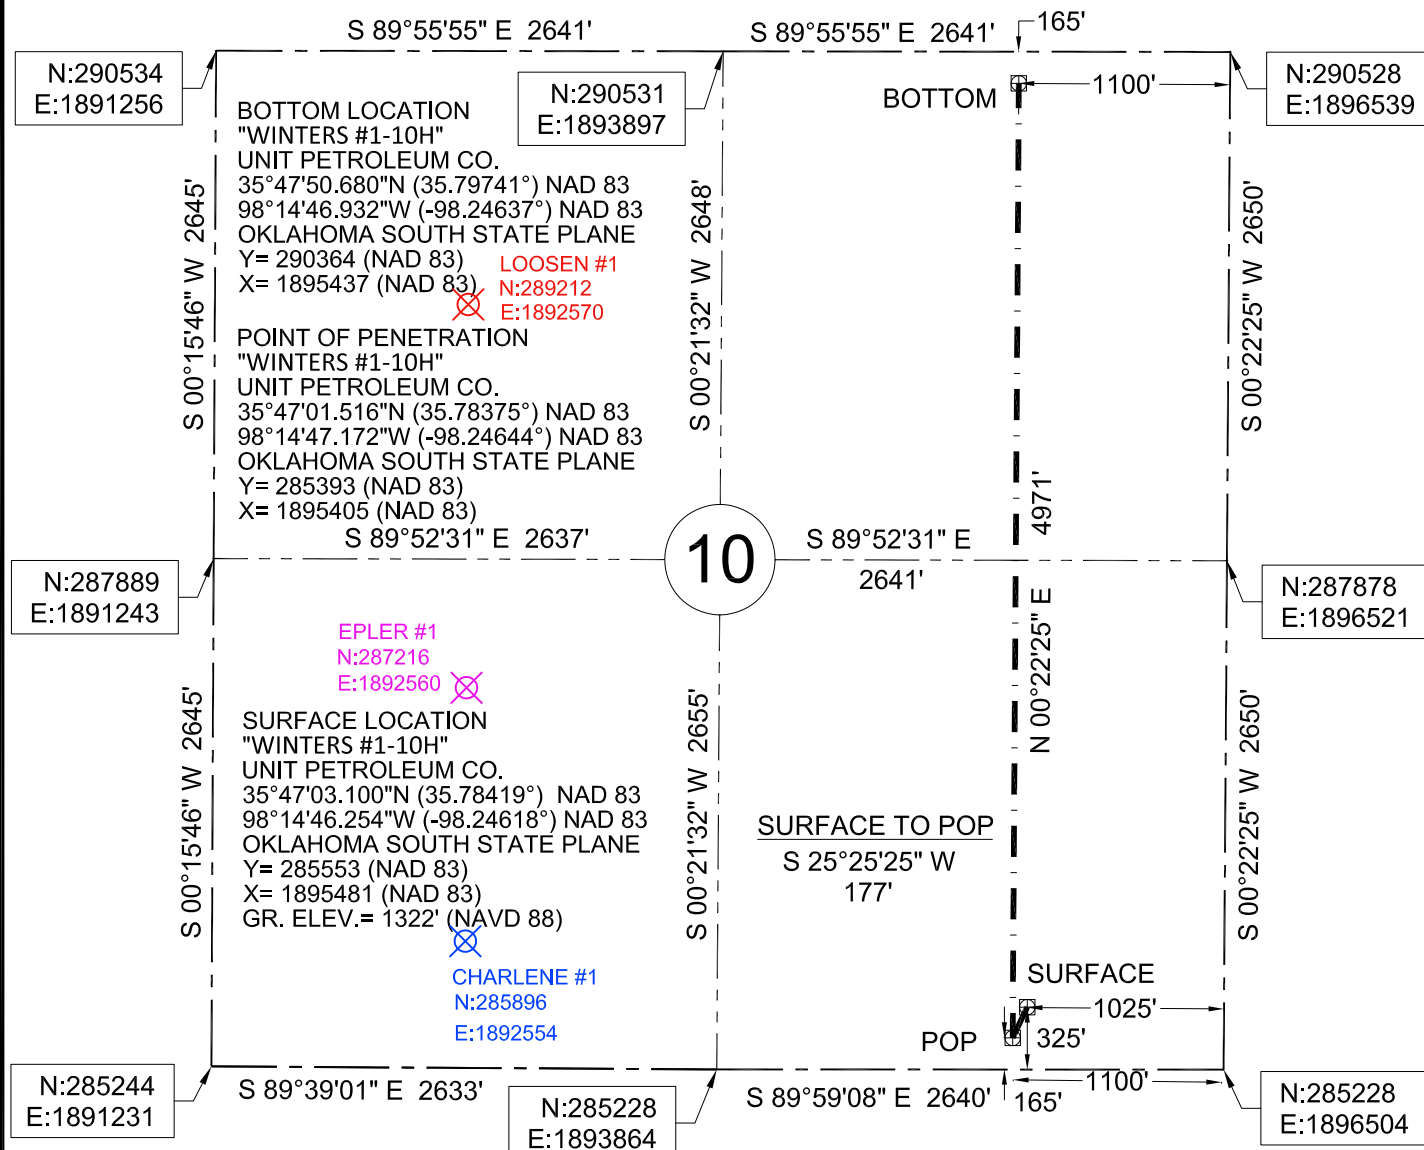 S 89°55'55" E 2641'
S 89°55'55" E 2641'
165'
N:290534
E:1891256
N:290531
E:1893897
BOTTOM
1100'
N:290528
E:1896539
BOTTOM LOCATION
"WINTERS #1-10H"
UNIT PETROLEUM CO.
35°47'50.680"N (35.79741°) NAD 83
98°14'46.932"W (-98.24637°) NAD 83
OKLAHOMA SOUTH STATE PLANE
Y= 290364 (NAD 83)
X= 1895437 (NAD 83)
LOOSEN #1
N:289212
E:1892570
S 00°15'46" W 2645'
S 00°21'32" W 2648'
S 00°22'25" W 2650'
POINT OF PENETRATION
"WINTERS #1-10H"
UNIT PETROLEUM CO.
35°47'01.516"N (35.78375°) NAD 83
98°14'47.172"W (-98.24644°) NAD 83
OKLAHOMA SOUTH STATE PLANE
Y= 285393 (NAD 83)
X= 1895405 (NAD 83)
S 89°52'31" E 2637'
10
S 89°52'31" E
2641'
N 00°22'25" E 4971'
N:287889
E:1891243
N:287878
E:1896521
EPLER #1
N:287216
E:1892560
S 00°15'46" W 2645'
S 00°21'32" W 2655'
S 00°22'25" W 2650'
SURFACE LOCATION
"WINTERS #1-10H"
UNIT PETROLEUM CO.
35°47'03.100"N (35.78419°) NAD 83
98°14'46.254"W (-98.24618°) NAD 83
OKLAHOMA SOUTH STATE PLANE
Y= 285553 (NAD 83)
X= 1895481 (NAD 83)
GR. ELEV.= 1322' (NAVD 88)
SURFACE TO POP
S 25°25'25" W
177'
CHARLENE #1
N:285896
E:1892554
SURFACE
1025'
POP
325'
1100'
165'
N:285244
E:1891231
S 89°39'01" E 2633'
N:285228
E:1893864
S 89°59'08" E 2640'
N:285228
E:1896504